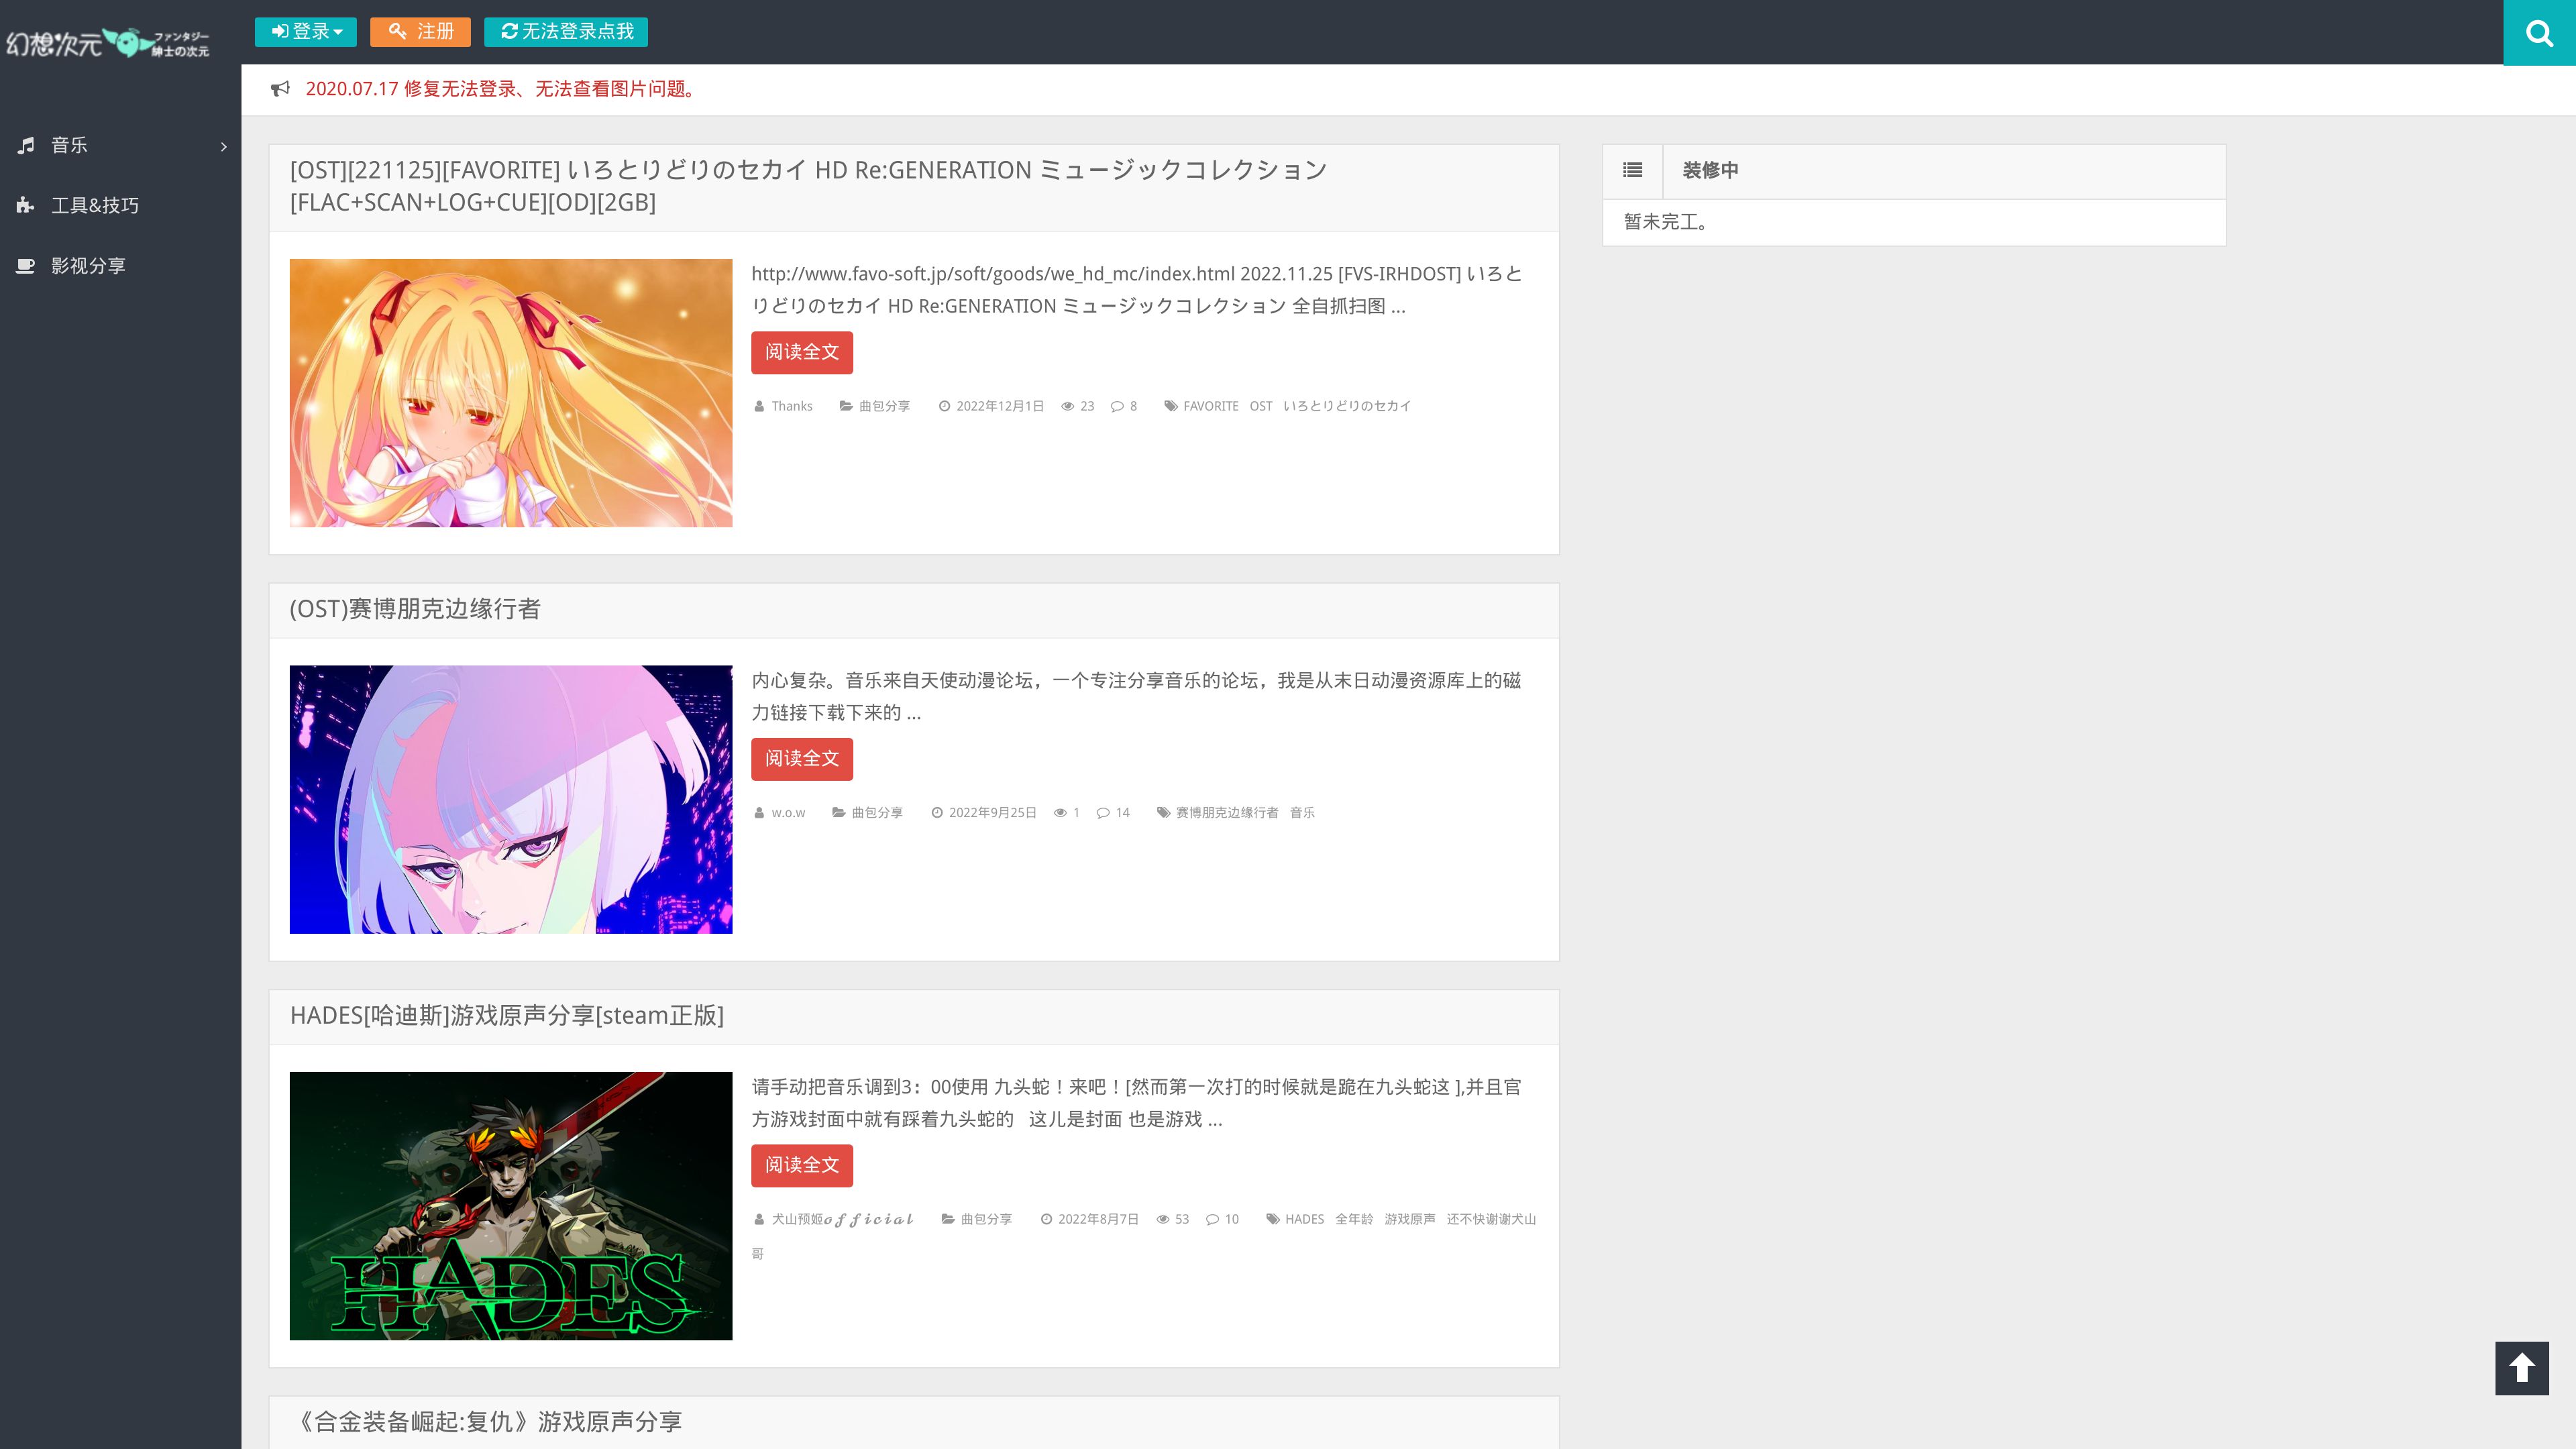 幻想次元 ファンタジー 紳士の次元
登录 注册 无法登录点我
2020.07.17 修复无法登录、无法查看图片问题。
音乐
工具&技巧
影视分享
[OST][221125][FAVORITE] いろとりどりのセカイ HD Re:GENERATION ミュージックコレクション
[FLAC+SCAN+LOG+CUE][OD][2GB]
http://www.favo-soft.jp/soft/goods/we_hd_mc/index.html 2022.11.25 [FVS-IRHDOST] いろと
りどりのセカイ HD Re:GENERATION ミュージックコレクション 全自抓扫图 ...
阅读全文
Thanks 曲包分享 2022年12月1日 23 8 FAVORITE OST いろとりどりのセカイ
(OST)赛博朋克边缘行者
内心复杂。音乐来自天使动漫论坛，一个专注分享音乐的论坛，我是从末日动漫资源库上的磁
力链接下载下来的 ...
阅读全文
w.o.w 曲包分享 2022年9月25日 1 14 赛博朋克边缘行者 音乐
HADES[哈迪斯]游戏原声分享[steam正版]
HADES
请手动把音乐调到3：00使用 九头蛇！来吧！[然而第一次打的时候就是跪在九头蛇这 ],并且官
方游戏封面中就有踩着九头蛇的 这儿是封面 也是游戏 ...
阅读全文
犬山预姬𝓸𝓯𝓯𝓲𝓬𝓲𝓪𝓵 曲包分享 2022年8月7日 53 10 HADES 全年龄 游戏原声 还不快谢谢犬山
哥
《合金装备崛起:复仇》游戏原声分享
装修中
暂未完工。